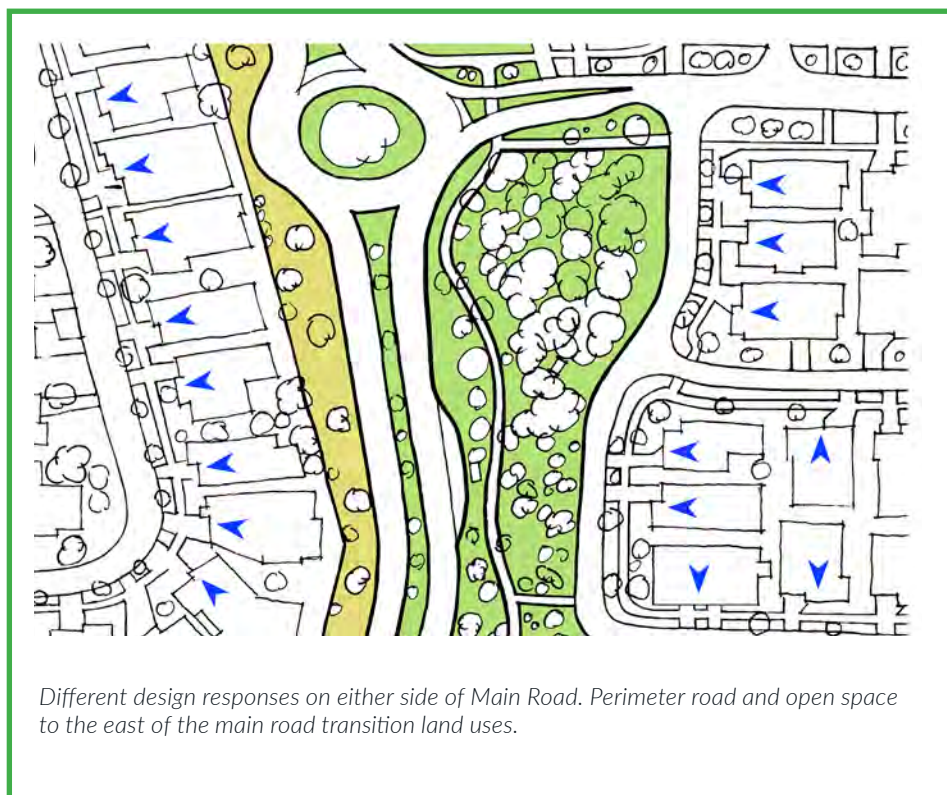 Different design responses on either side of Main Road. Perimeter road and open space
to the east of the main road transition land uses.